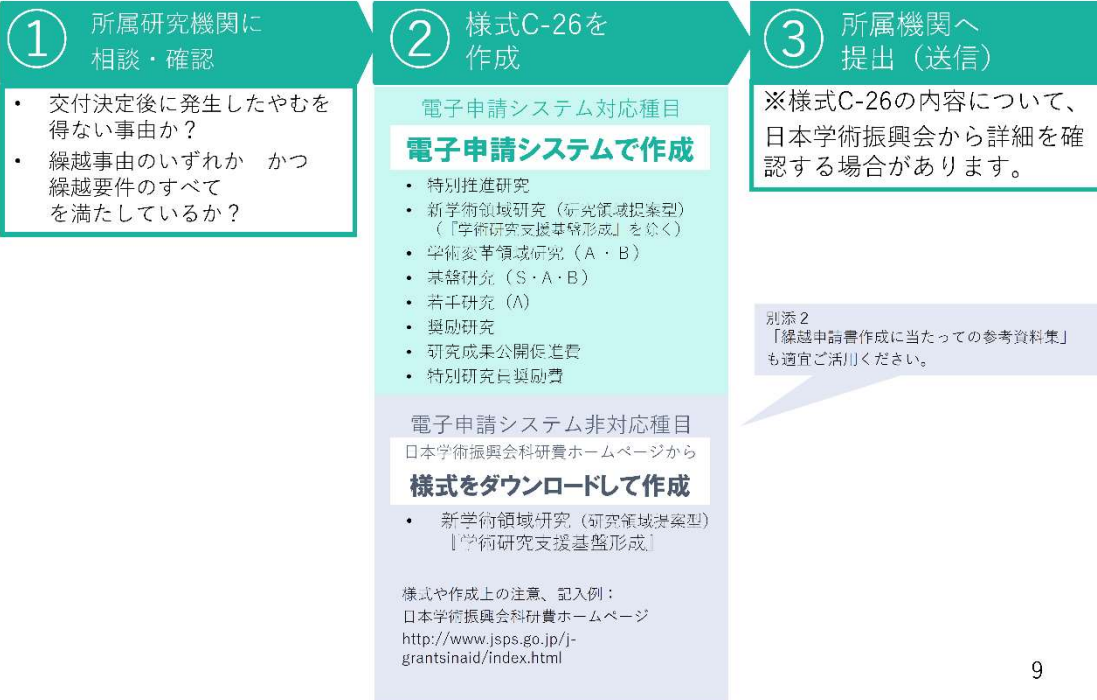 ① 所属研究機関に
相談・確認
• 交付決定後に発生したやむを
得ない事由か？
• 繰越事由のいずれか　かつ
繰越要件のすべて
を満たしているか？
② 様式C-26を
作成
電子申請システム対応種目
電子申請システムで作成
• 特別推進研究
• 新学術領域研究（研究領域提案型）
（『学術研究支援基盤形成』を除く）
• 学術変革領域研究（A・B）
• 基盤研究（S・A・B）
• 若手研究（A）
• 奨励研究
• 研究成果公開促進費
• 特別研究員奨励費
電子申請システム非対応種目
日本学術振興会科研費ホームページから
様式をダウンロードして作成
• 新学術領域研究（研究領域提案型）
『学術研究支援基盤形成』
様式や作成上の注意、記入例：
日本学術振興会科研費ホームページ
http://www.jsps.go.jp/j-
grantsinaid/index.html
③ 所属機関へ
提出（送信）
※様式C-26の内容について、
日本学術振興会から詳細を確
認する場合があります。
別添２
「繰越申請書作成に当たっての参考資料集」
も適宜ご活用ください。
9